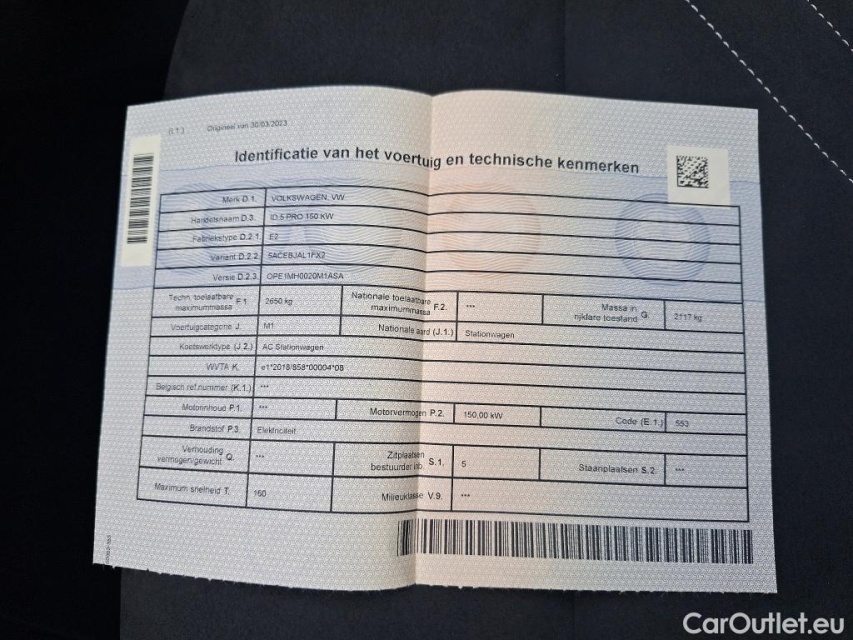 (I.1.) Origineel van 30/03/2023
Identificatie van het voertuig en technische kenmerken
Merk D.1. VOLKSWAGEN, VW
Handelsnaam D.3. ID.5 PRO 150 KW
Fabriekstype D.2.1. E2
Variant D.2.2. 5ACEBJAL1FX2
Versie D.2.3. OPE1MH0020M1ASA
Techn. toelaatbare maximummassa F.1. 2650 kg Nationale toelaatbare maximummassa F.2. *** Massa in rijklare toestand G. 2117 kg
Voertuigcategorie J. M1 Nationale aard (J.1.) Stationwagen
Koetswerktype (J.2.) AC Stationwagen
WVTA K. e1*2018/858*00004*08
Belgisch ref.nummer (K.1.) ***
Motorinhoud P.1. *** Motorvermogen P.2. 150,00 kW Code (E.1.) 553
Brandstof P.3. Elektriciteit
Verhouding vermogen/gewicht Q. *** Zitplaatsen bestuurder inb. S.1. 5 Staanplaatsen S.2. ***
Maximum snelheid T. 160 Milieuklasse V.9. ***
CarOutlet.eu